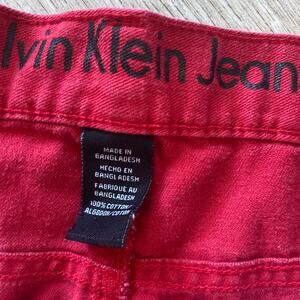 lvin Klein Jean
MADE IN
BANGLADESH
HECHO EN
BANGLADESH
FABRIQUE AU
BANGLADESH
100% COTTON/
ALGODON/COTON